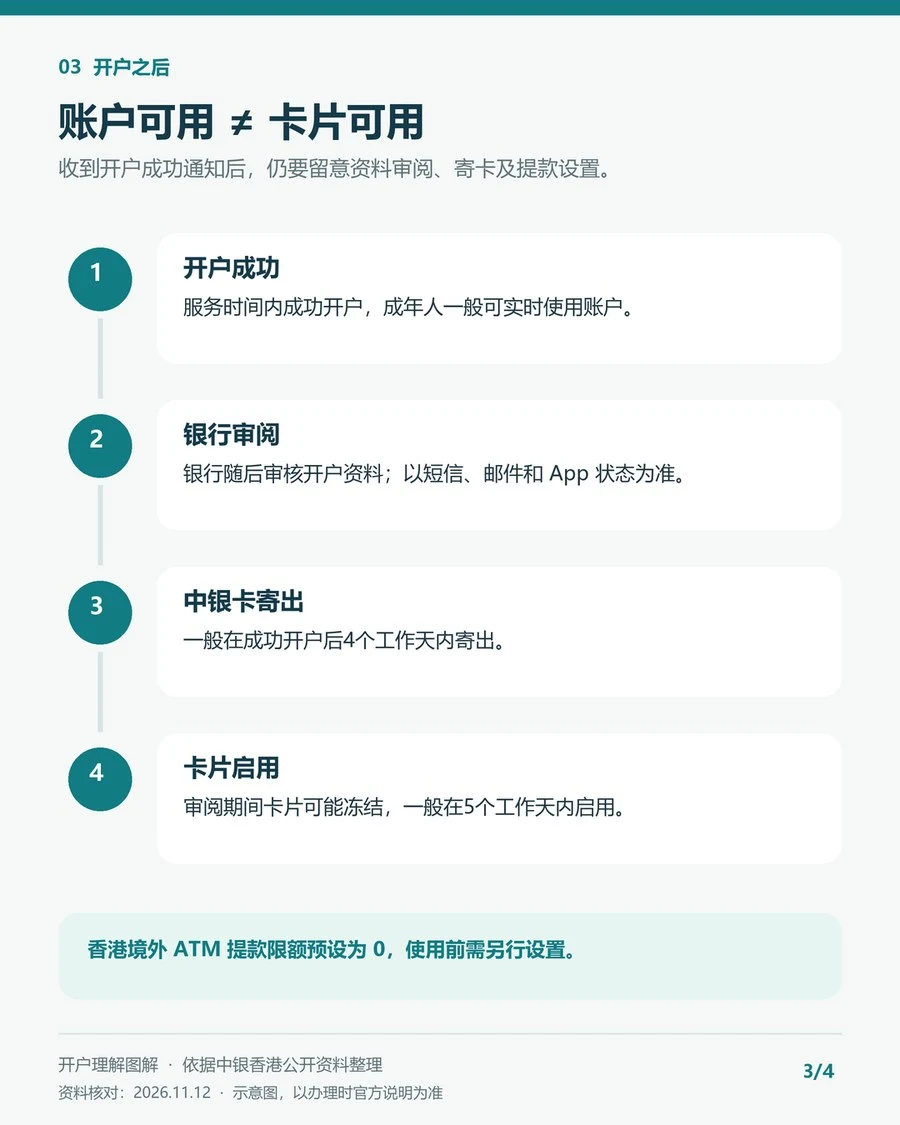 03 开户之后
账户可用 ≠ 卡片可用
收到开户成功通知后，仍要留意资料审阅、寄卡及提款设置。
1
开户成功
服务时间内成功开户，成年人一般可实时使用账户。
2
银行审阅
银行随后审核开户资料；以短信、邮件和 App 状态为准。
3
中银卡寄出
一般在成功开户后4个工作天内寄出。
4
卡片启用
审阅期间卡片可能冻结，一般在5个工作天内启用。
香港境外 ATM 提款限额预设为 0，使用前需另行设置。
开户理解图解 · 依据中银香港公开资料整理
资料核对：2026.11.12 · 示意图，以办理时官方说明为准
3/4